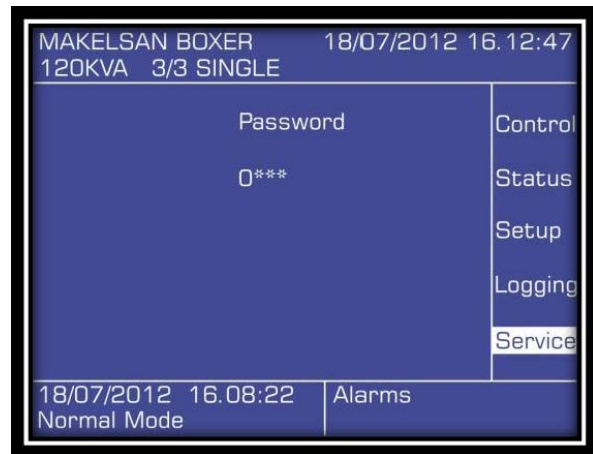 MAKELSAN BOXER 18/07/2012 16.12:47
120KVA 3/3 SINGLE
Password
0***
Control
Status
Setup
Logging
Service
18/07/2012 16.08:22
Normal Mode
Alarms